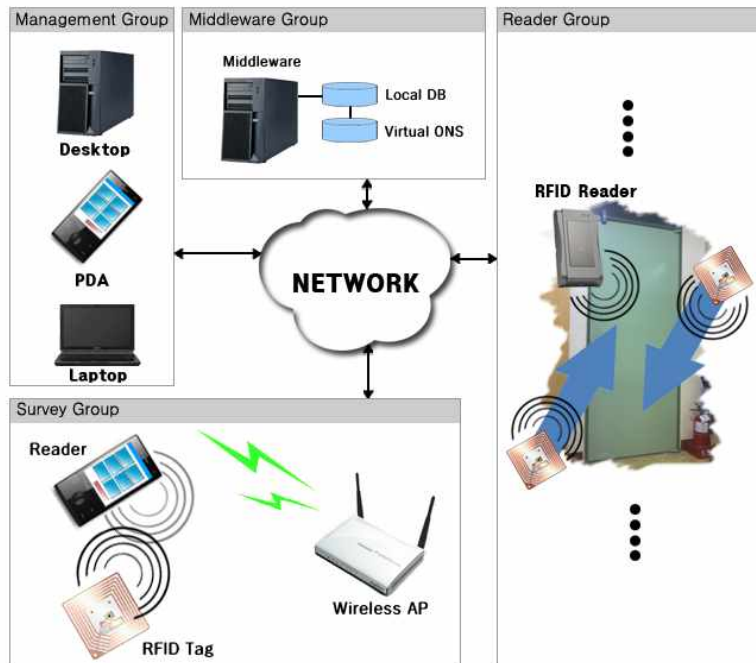 Management Group
Desktop
PDA
Laptop
Middleware Group
Middleware
Local DB
Virtual ONS
Reader Group
RFID Reader
NETWORK
Survey Group
Reader
RFID Tag
Wireless AP